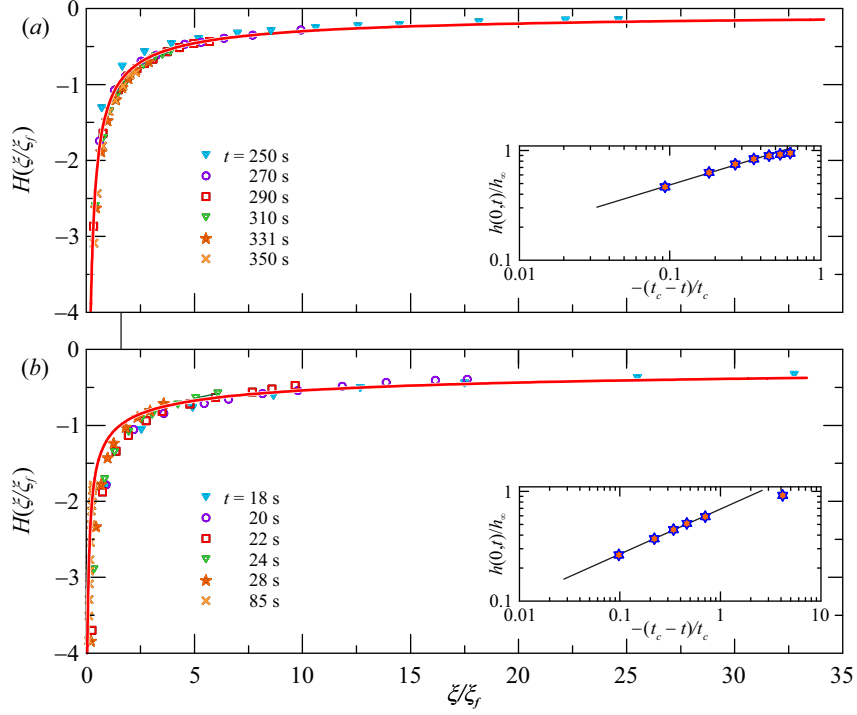 0
(a)
−1
H(ξ/ξf)
−2
−3
−4
t = 250 s
270 s
290 s
310 s
331 s
350 s
1
h(0,t)/h∞
0.1
0.01 0.1 1
−(tc − t)/tc
0
(b)
−1
H(ξ/ξf)
−2
−3
−4
t = 18 s
20 s
22 s
24 s
28 s
85 s
1
h(0,t)/h∞
0.1
0.01 0.1 1 10
−(tc − t)/tc
0 5 10 15 20 25 30 35
ξ/ξf